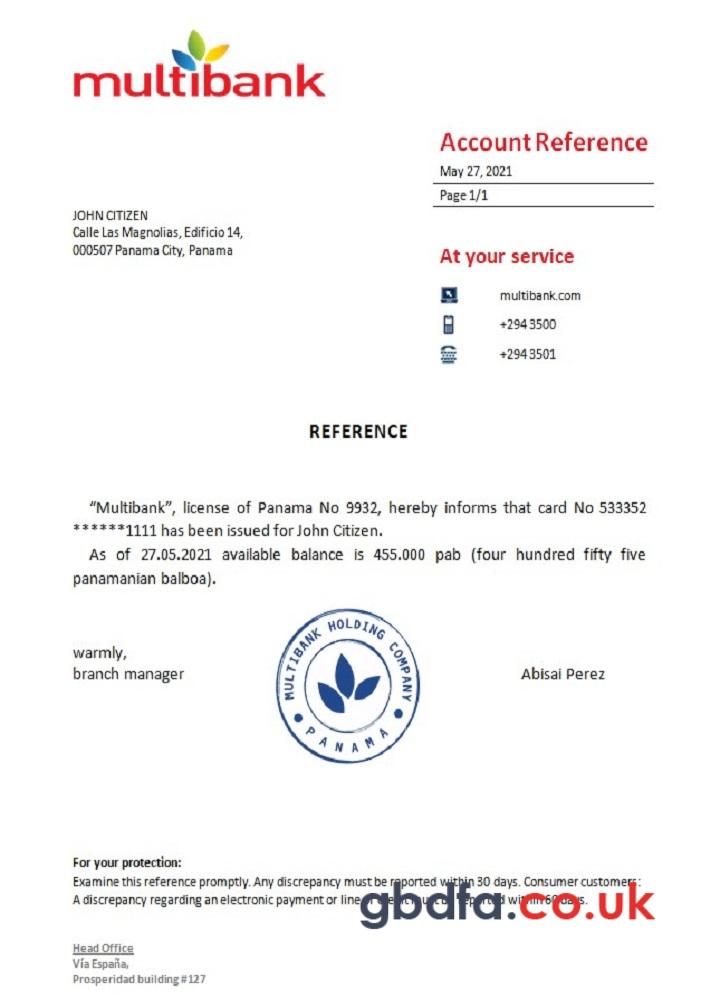 multibank
Account Reference
May 27, 2021
Page 1/1
JOHN CITIZEN
Calle Las Magnolias, Edificio 14,
000507 Panama City, Panama
At your service
multibank.com
+294 3500
+294 3501
REFERENCE
“Multibank”, license of Panama No 9932, hereby informs that card No 533352
******1111 has been issued for John Citizen.
As of 27.05.2021 available balance is 455.000 pab (four hundred fifty five
panamanian balboa).
warmly,
branch manager
MULTIBANK HOLDING COMPANY
PANAMA
Abisai Perez
For your protection:
Examine this reference promptly. Any discrepancy must be reported within 30 days. Consumer customers:
A discrepancy regarding an electronic payment or line of credit must be reported within 60 days.
gbdfd.co.uk
Head Office
Vía España,
Prosperidad building #127